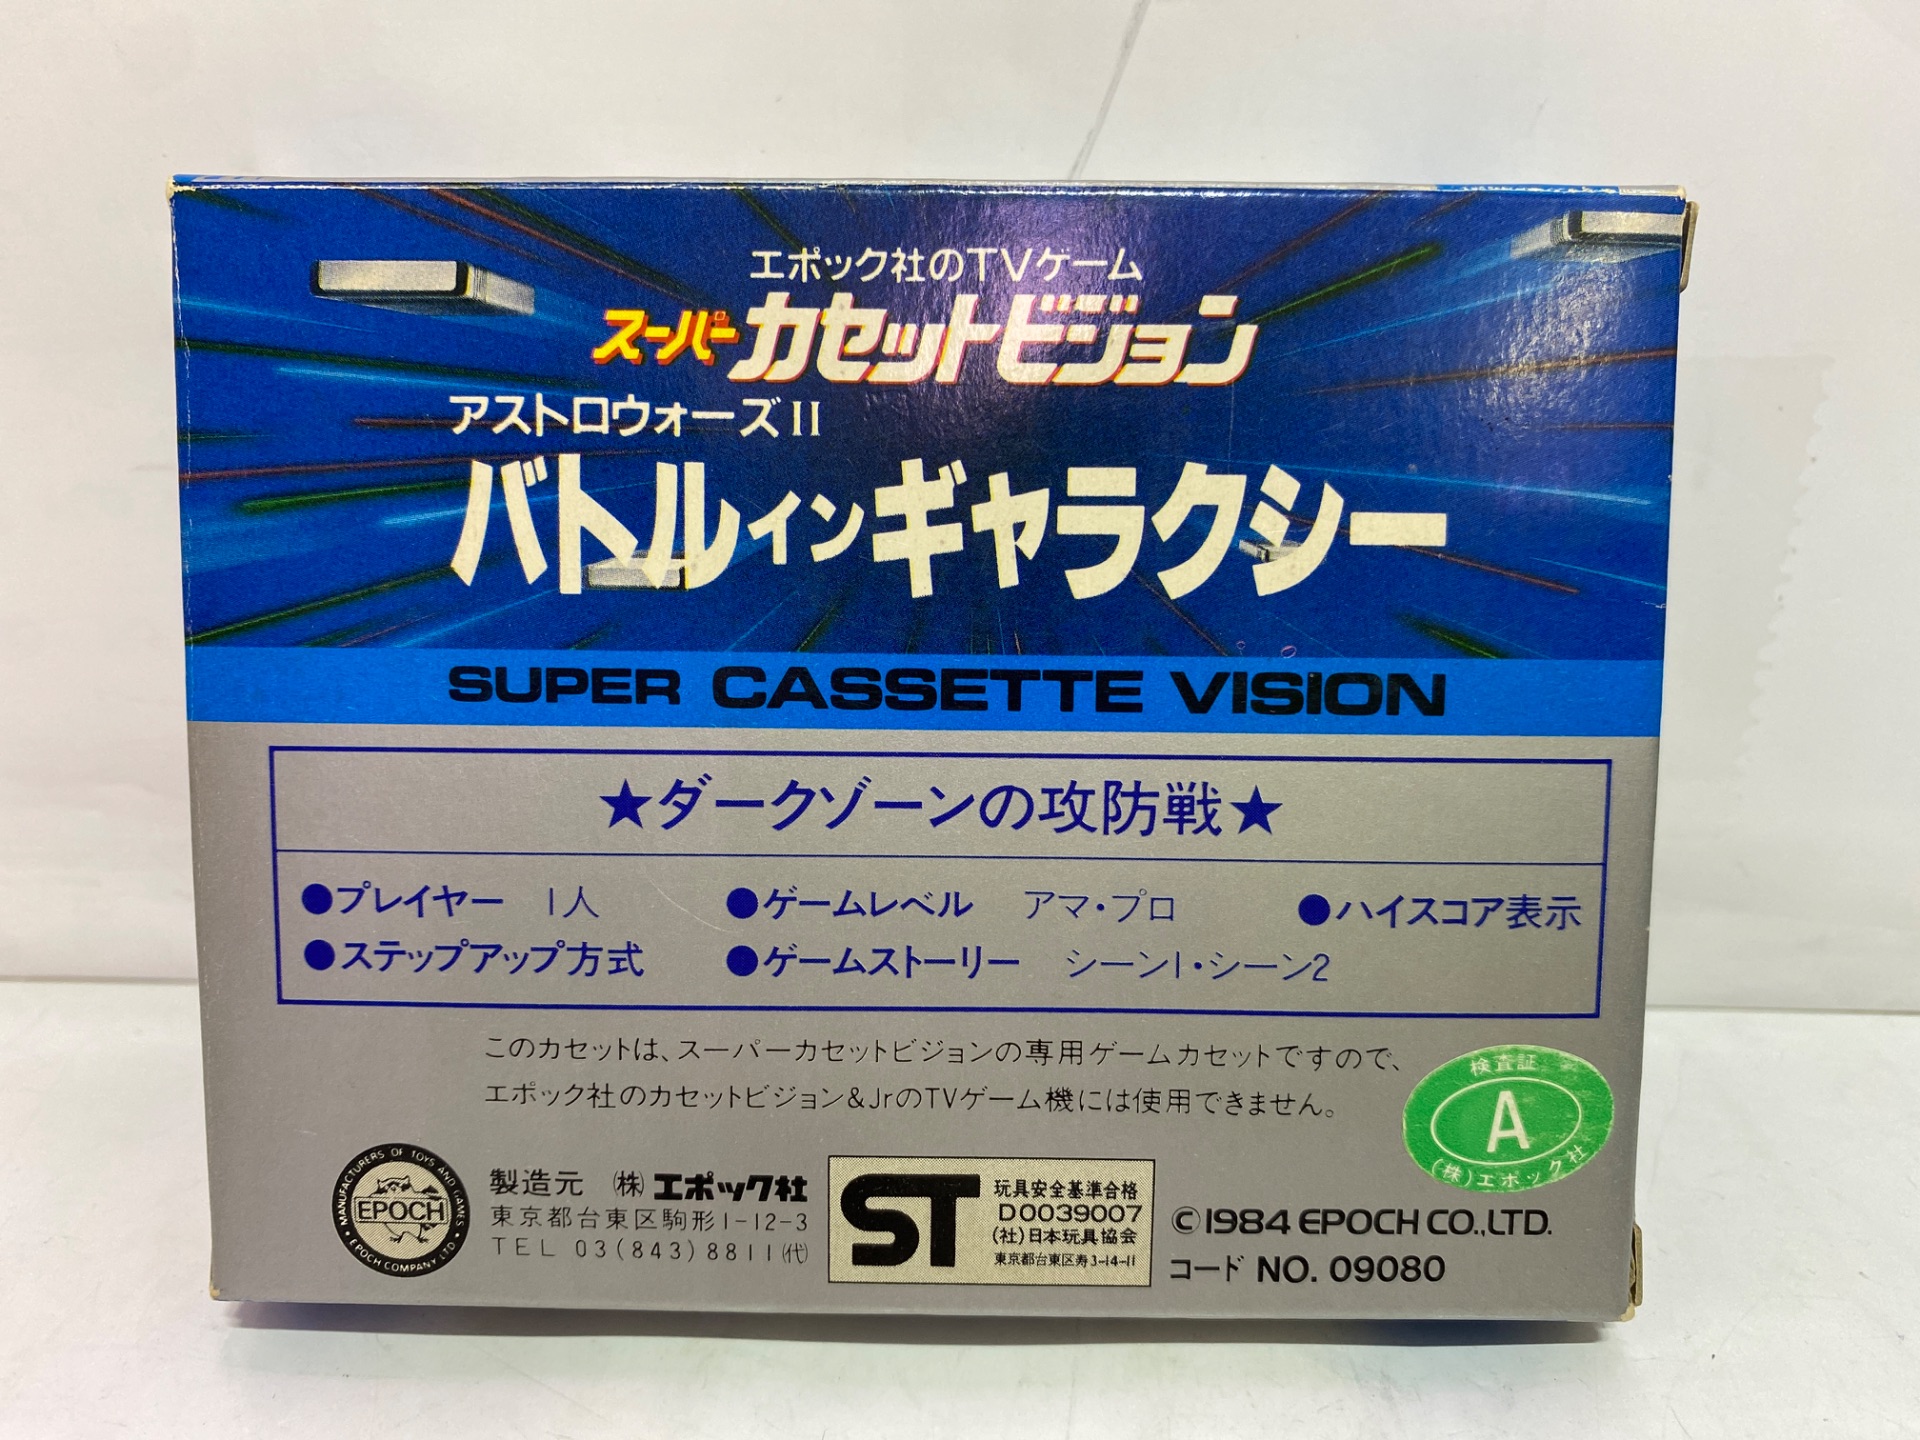 エポック社のTVゲーム
スーパーカセットビジョン
アストロウォーズII
バトルインギャラクシー
SUPER CASSETTE VISION
★ダークゾーンの攻防戦★
●プレイヤー 1人 ●ゲームレベル アマ・プロ ●ハイスコア表示
●ステップアップ方式 ●ゲームストーリー シーン1・シーン2
このカセットは、スーパーカセットビジョンの専用ゲームカセットですので、
エポック社のカセットビジョン&JrのTVゲーム機には使用できません。
検査証
A
(株)エポック社
MANUFACTURERS OF TOYS AND GAMES
EPOCH
EPOCH COMPANY LTD.
製造元 (株)エポック社
東京都台東区駒形1-12-3
TEL 03(843)8811(代)
ST
玩具安全基準合格
D0039007
(社)日本玩具協会
東京都台東区寿3-14-11
©1984 EPOCH CO.,LTD.
コード NO. 09080